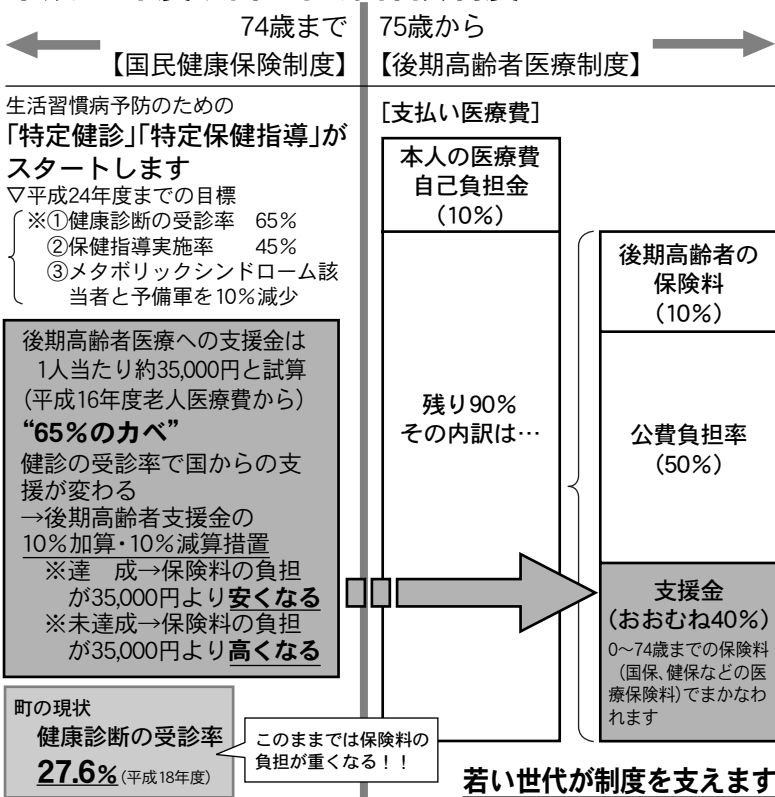 74歳まで
【国民健康保険制度】
生活習慣病予防のための
「特定健診」「特定保健指導」が
スタートします
▽平成24年度までの目標
※①健康診断の受診率 65%
②保健指導実施率 45%
③メタボリックシンドローム該
当者と予備軍を10%減少
後期高齢者医療への支援金は
1人当たり約35,000円と試算
(平成16年度老人医療費から)
“65%のカベ”
健診の受診率で国からの支
援が変わる
→後期高齢者支援金の
10%加算・10%減算措置
※達 成→保険料の負担
が35,000円より安くなる
※未達成→保険料の負担
が35,000円より高くなる
町の現状
健康診断の受診率
27.6%(平成18年度)
このままでは保険料の
負担が重くなる!!
75歳から
【後期高齢者医療制度】
[支払い医療費]
本人の医療費
自己負担金
(10%)
残り90%
その内訳は…
後期高齢者の
保険料
(10%)
公費負担率
(50%)
支援金
(おおむね40%)
0〜74歳までの保険料
(国保、健保などの医
療保険料)でまかなわ
れます
若い世代が制度を支えます